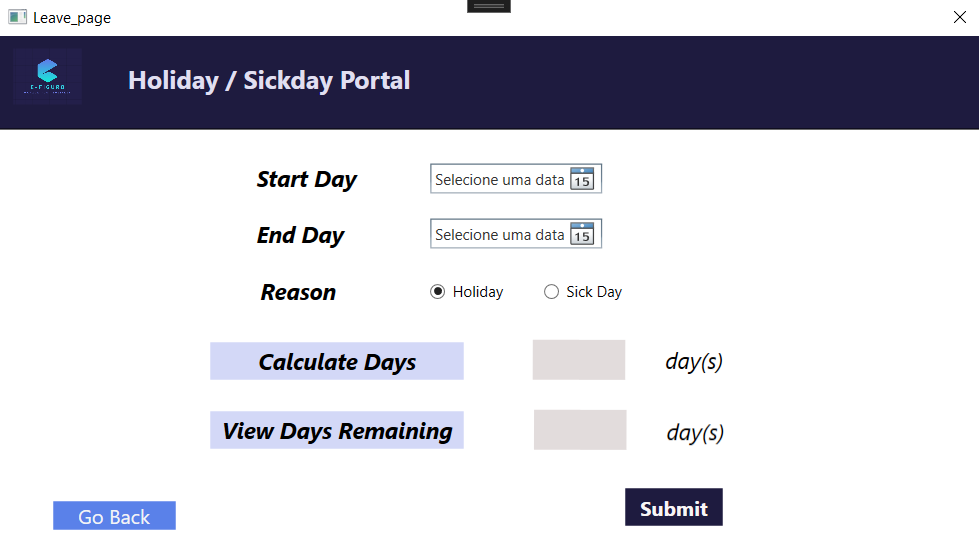 Leave_page
E-FIGURO
Holiday / Sickday Portal
Start Day
Selecione uma data 15
End Day
Selecione uma data 15
Reason
Holiday
Sick Day
Calculate Days
day(s)
View Days Remaining
day(s)
Go Back
Submit